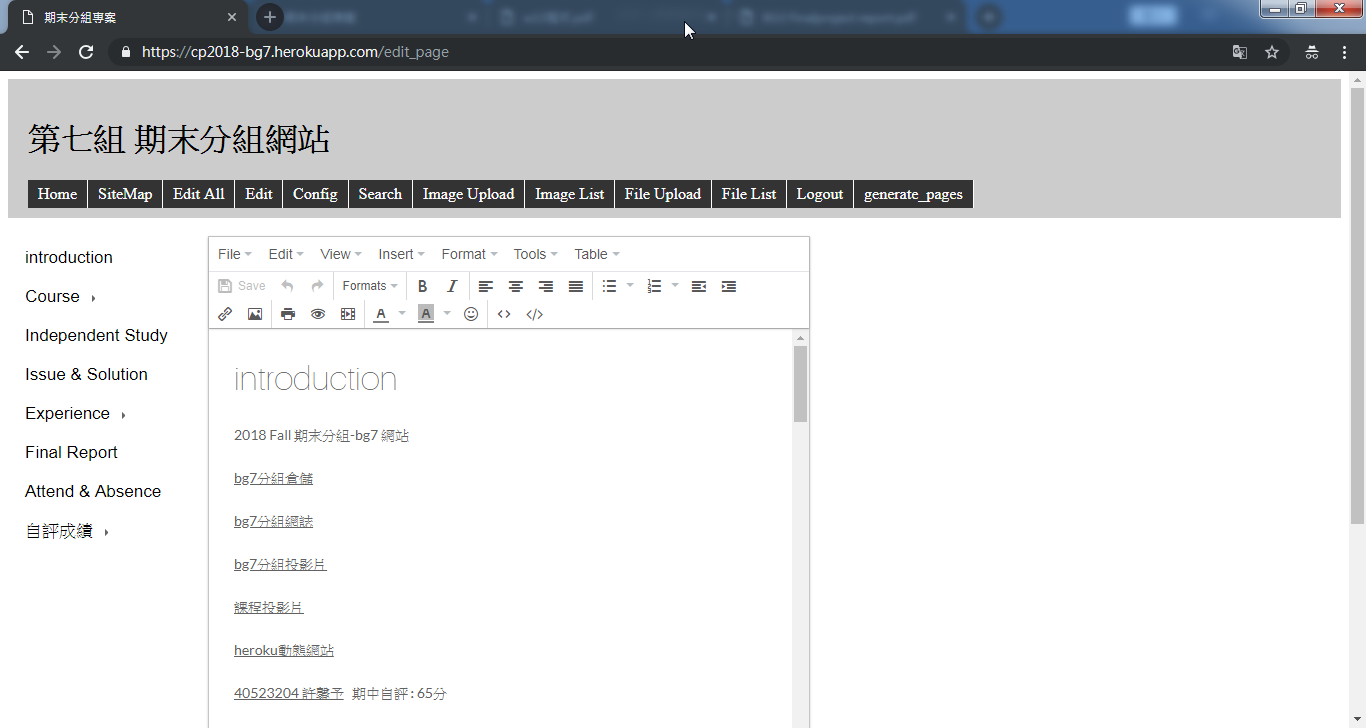 期末分組專案
https://cp2018-bg7.herokuapp.com/edit_page
第七組 期末分組網站
Home SiteMap Edit All Edit Config Search Image Upload Image List File Upload File List Logout generate_pages
introduction
Course
Independent Study
Issue & Solution
Experience
Final Report
Attend & Absence
自評成績
File Edit View Insert Format Tools Table
Save Formats B I
A A
introduction
2018 Fall 期末分組-bg7 網站
bg7分組倉儲
bg7分組網誌
bg7分組投影片
課程投影片
heroku動態網站
40523204 許馨予 期中自評:65分